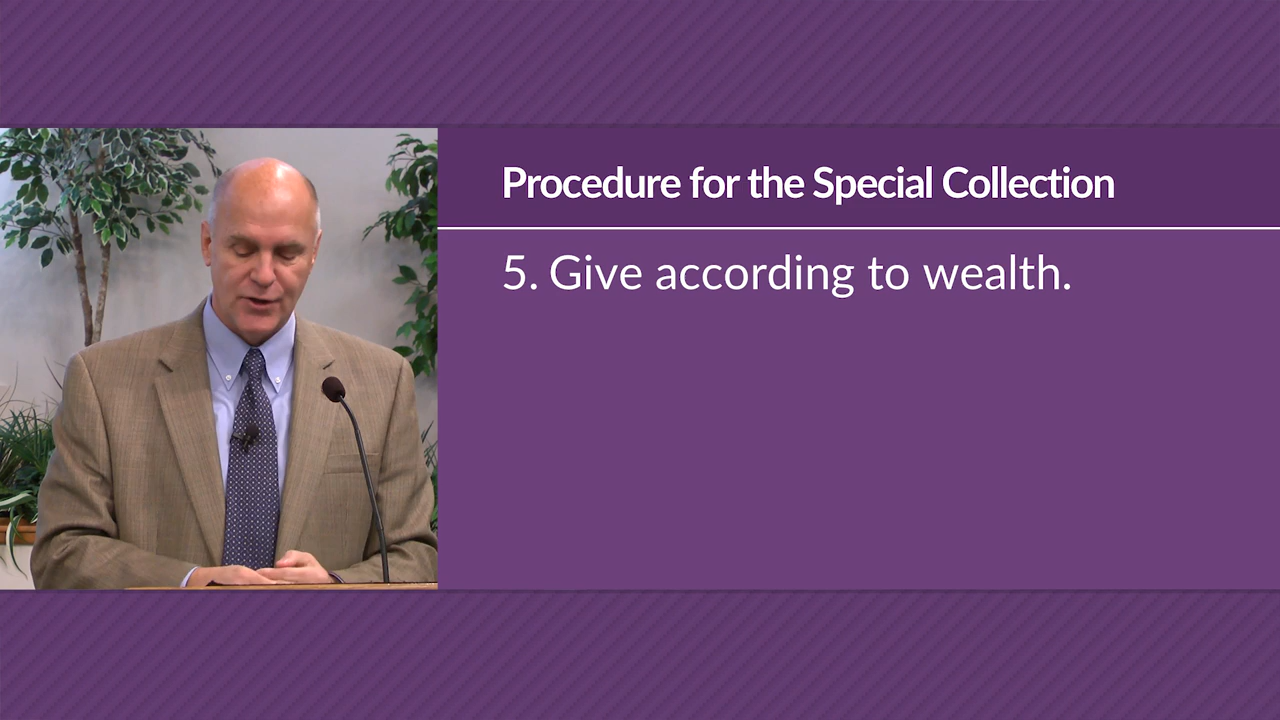 Procedure for the Special Collection
5. Give according to wealth.